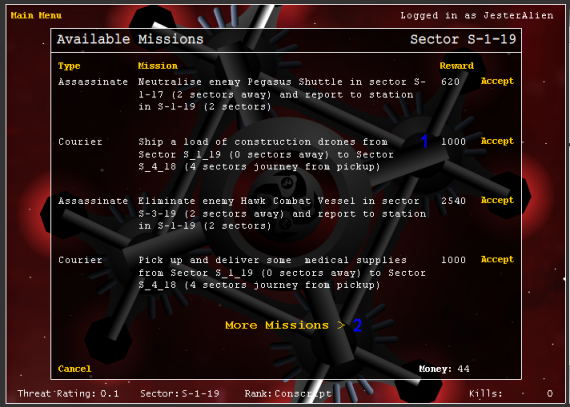 Main Menu
Logged in as JesterAlien
Available Missions
Sector S-1-19
Type Mission Reward
Assassinate Neutralise enemy Pegasus Shuttle in sector S- 620 Accept
1-17 (2 sectors away) and report to station
in S-1-19 (2 sectors)
Courier Ship a load of construction drones from 1 1000 Accept
Sector S_1_19 (0 sectors away) to Sector
S_4_18 (4 sectors journey from pickup)
Assassinate Eliminate enemy Hawk Combat Vessel in sector 2540 Accept
S-3-19 (2 sectors away) and report to station
in S-1-19 (2 sectors)
Courier Pick up and deliver some medical supplies 1000 Accept
from Sector S_1_19 (0 sectors away) to Sector
S_4_18 (4 sectors journey from pickup)
More Missions > 2
Cancel
Money: 44
Threat Rating: 0.1 Sector: S-1-19 Rank: Conscript Kills: 0